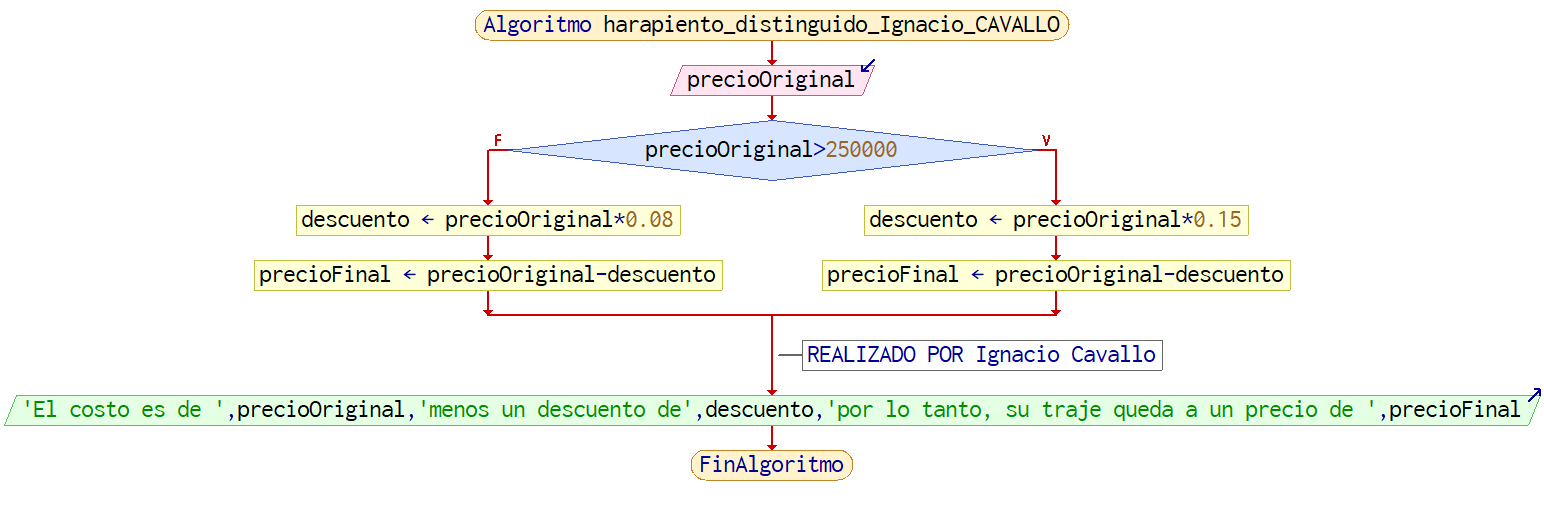 Algoritmo harapiento_distinguido_Ignacio_CAVALLO
precioOriginal
F
V
precioOriginal>250000
descuento ← precioOriginal*0.08
descuento ← precioOriginal*0.15
precioFinal ← precioOriginal-descuento
precioFinal ← precioOriginal-descuento
REALIZADO POR Ignacio Cavallo
'El costo es de ',precioOriginal,'menos un descuento de',descuento,'por lo tanto, su traje queda a un precio de ',precioFinal
FinAlgoritmo